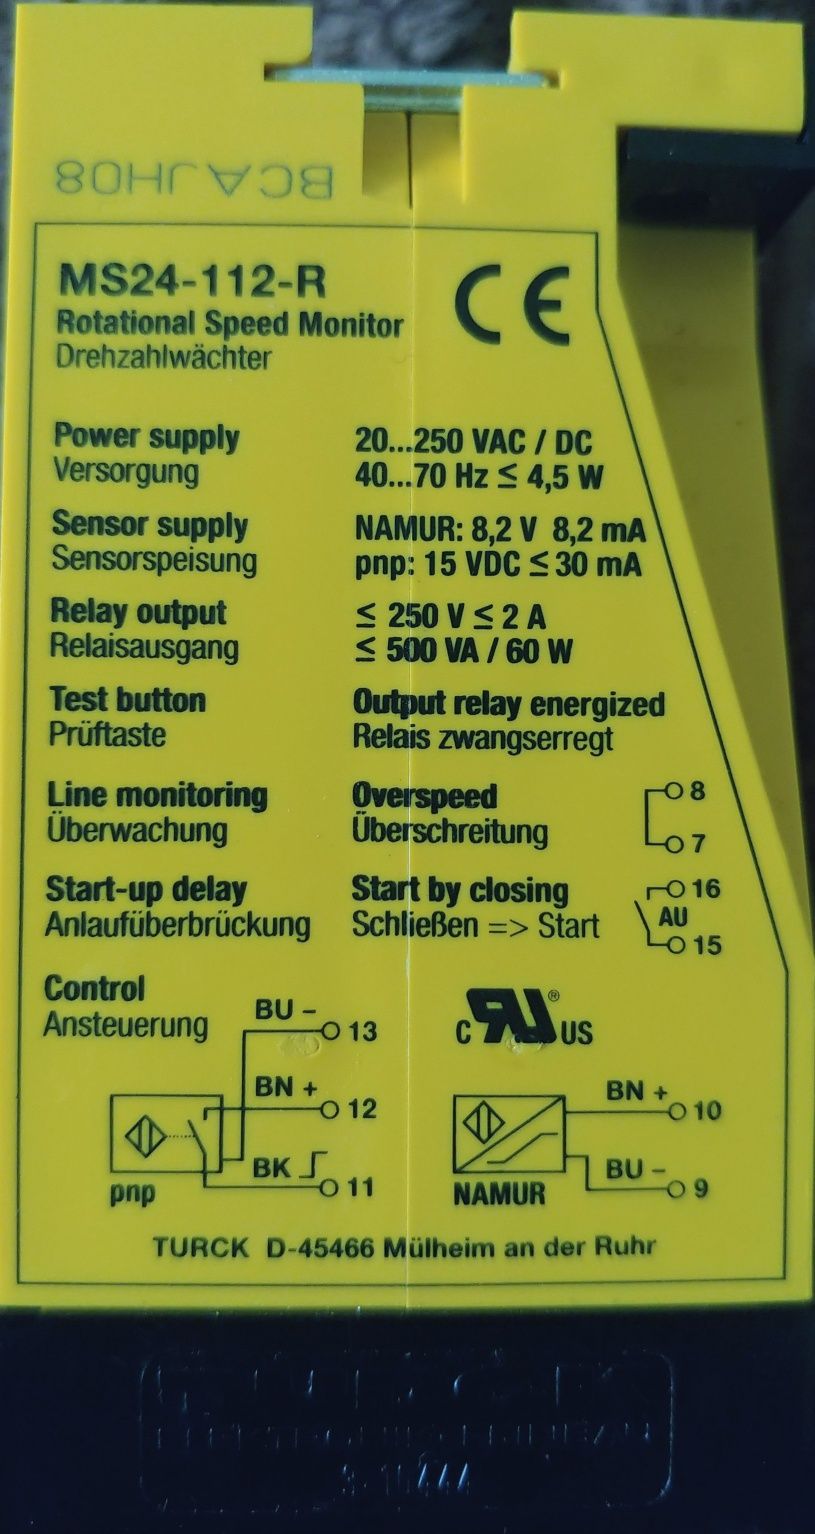 BCAJH08
MS24-112-R
Rotational Speed Monitor
Drehzahlwächter
CE
Power supply 20...250 VAC / DC
Versorgung 40...70 Hz ≤ 4,5 W
Sensor supply NAMUR: 8,2 V 8,2 mA
Sensorspeisung pnp: 15 VDC ≤ 30 mA
Relay output ≤ 250 V ≤ 2 A
Relaisausgang ≤ 500 VA / 60 W
Test button Output relay energized
Prüftaste Relais zwangserregt
Line monitoring Overspeed 8
Überwachung Überschreitung 7
Start-up delay Start by closing 16
AU
Anlaufüberbrückung Schließen => Start 15
Control
Ansteuerung
BU - 13
BN + 12
BK 11
pnp
c RU ® US
BN + 10
BU - 9
NAMUR
TURCK D-45466 Mülheim an der Ruhr